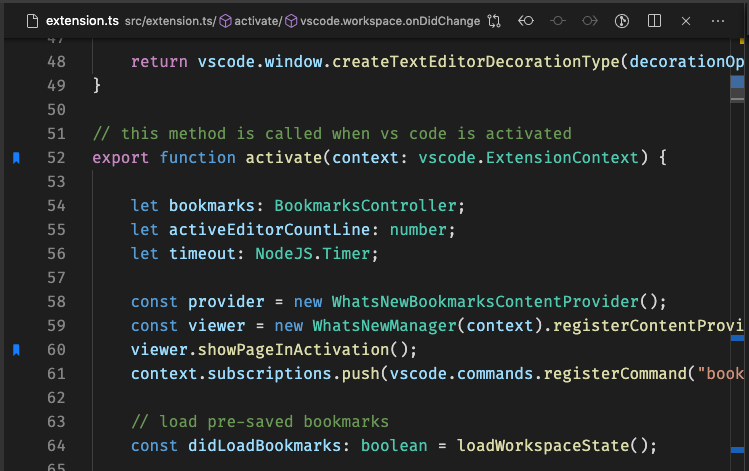 extension.ts src/extension.ts/ activate/ vscode.workspace.onDidChange
47
48 return vscode.window.createTextEditorDecorationType(decorationOp
49 }
50
51 // this method is called when vs code is activated
52 export function activate(context: vscode.ExtensionContext) {
53
54 let bookmarks: BookmarksController;
55 let activeEditorCountLine: number;
56 let timeout: NodeJS.Timer;
57
58 const provider = new WhatsNewBookmarksContentProvider();
59 const viewer = new WhatsNewManager(context).registerContentProvi
60 viewer.showPageInActivation();
61 context.subscriptions.push(vscode.commands.registerCommand("book
62
63 // load pre-saved bookmarks
64 const didLoadBookmarks: boolean = loadWorkspaceState();
65